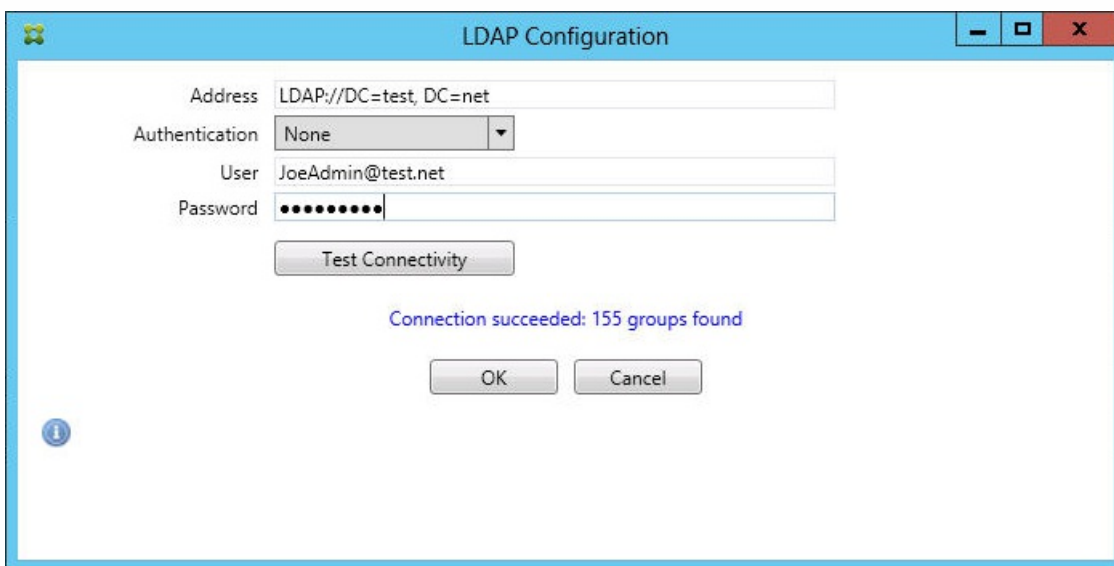 LDAP Configuration
Address LDAP://DC=test, DC=net
Authentication None
User JoeAdmin@test.net
Password •••••••••
Test Connectivity
Connection succeeded: 155 groups found
OK Cancel